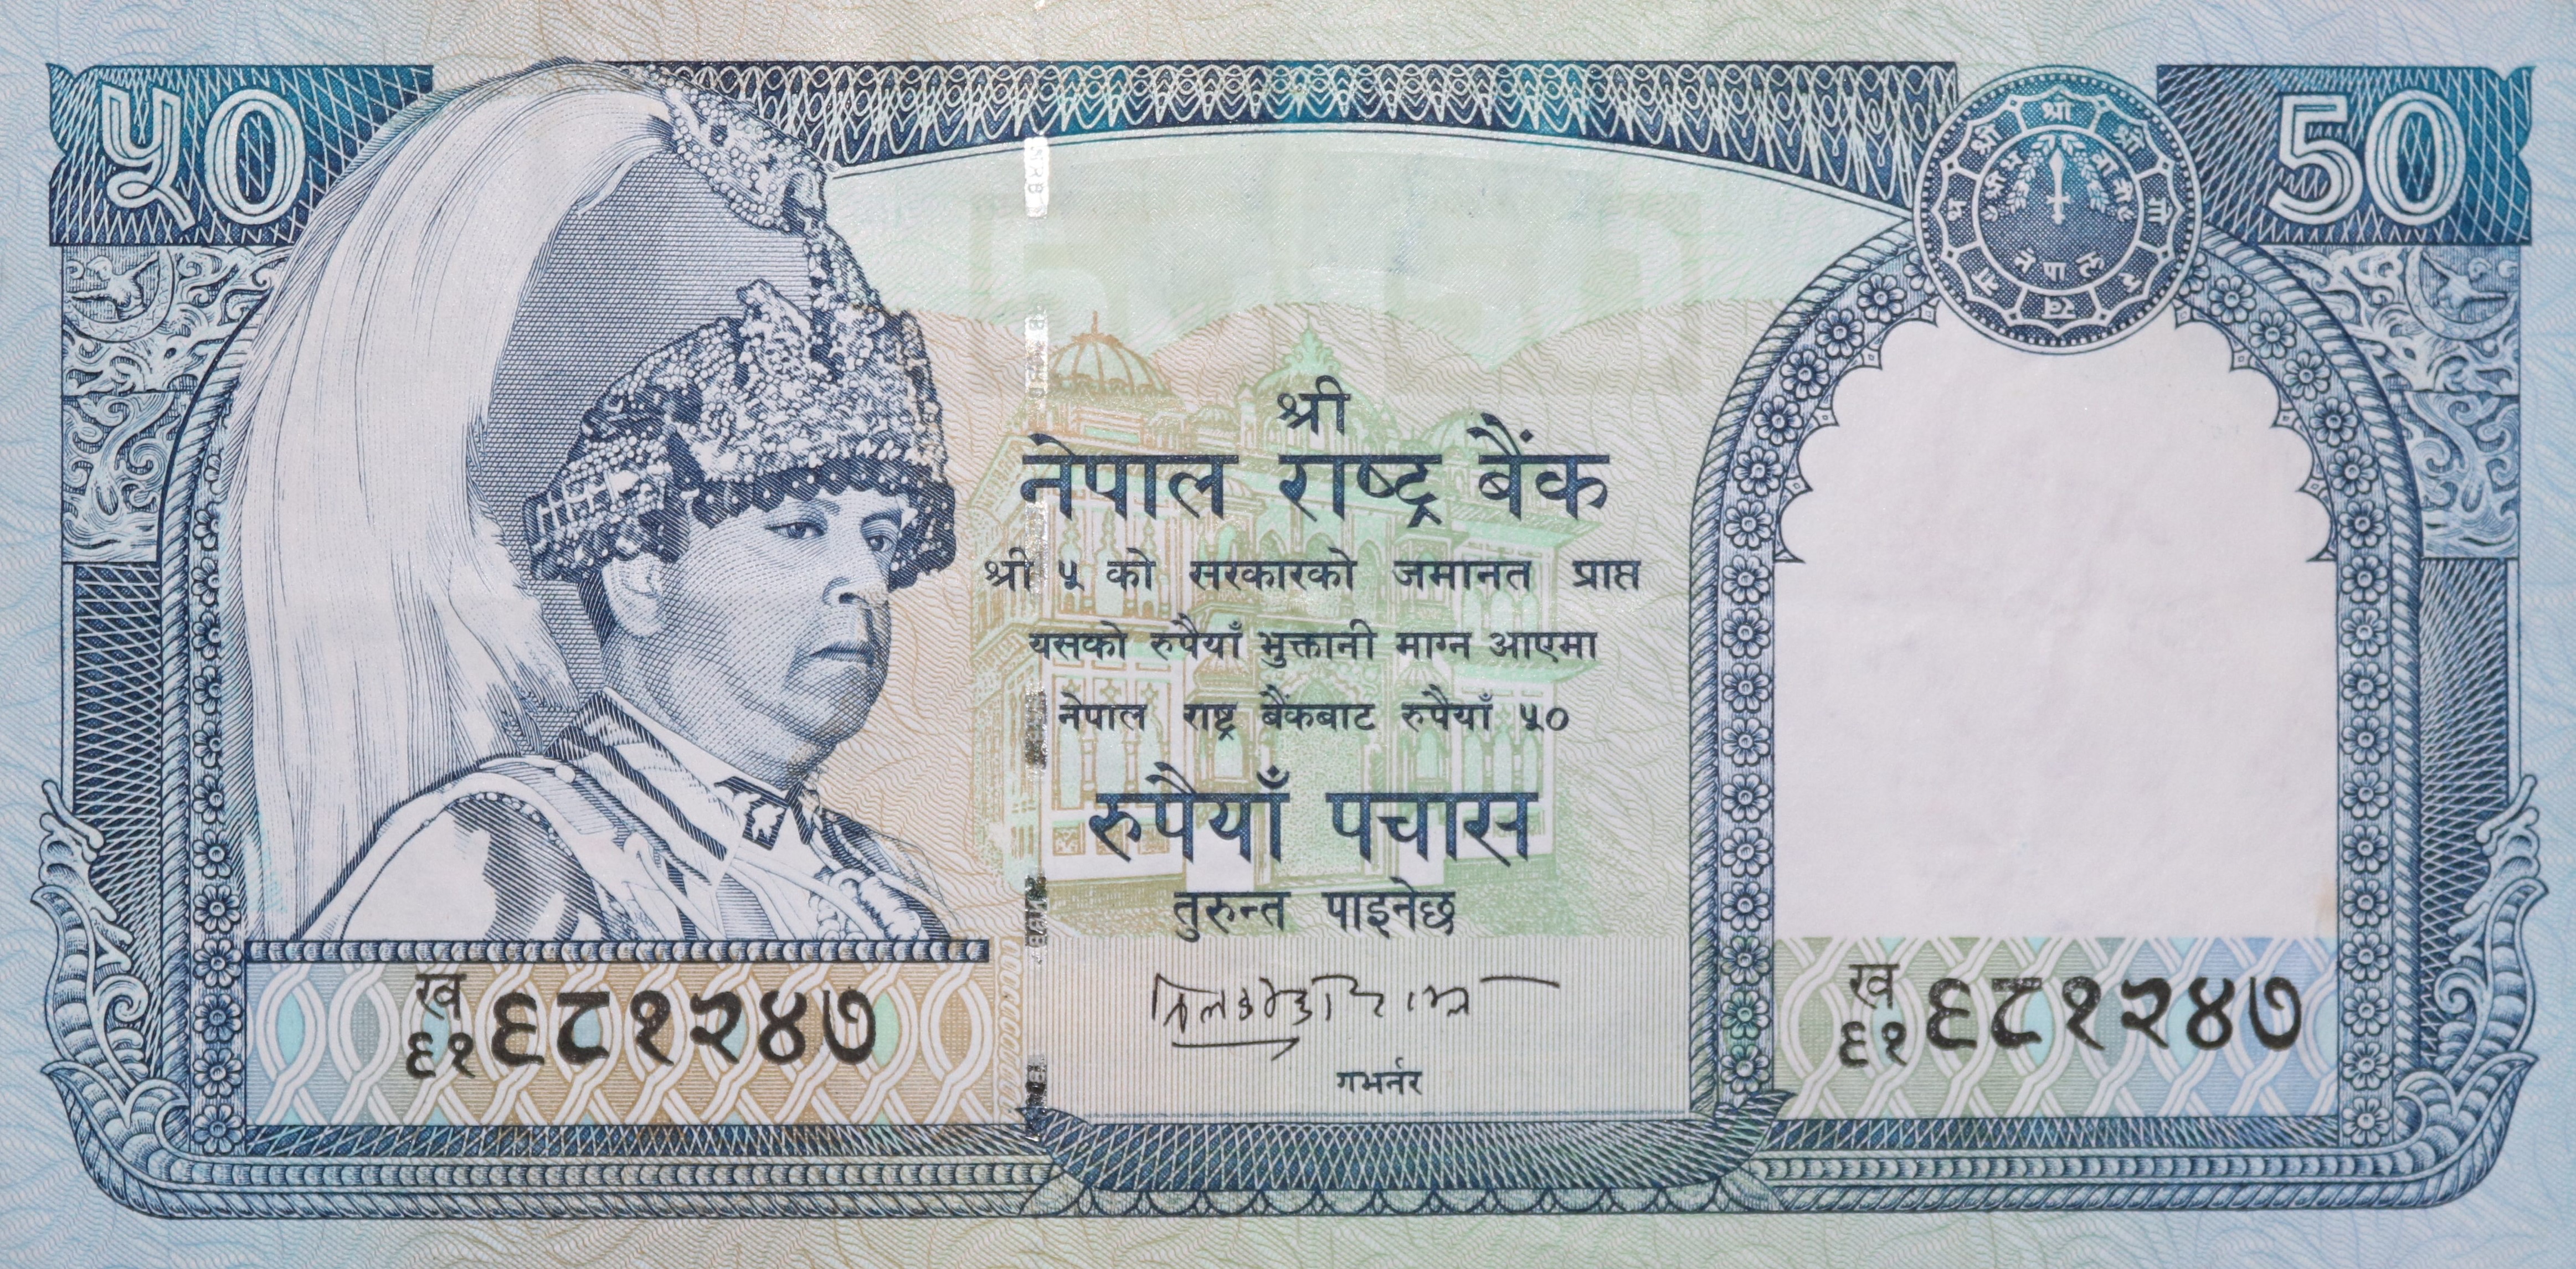 ५० 50
श्री
नेपाल राष्ट्र बैंक
श्री ५ को सरकारको जमानत प्राप्त
यसको रुपैयाँ भुक्तानी माग्न आएमा
नेपाल राष्ट्र बैंकबाट रुपैयाँ ५०
रुपैयाँ पचास
तुरुन्त पाइनेछ
गभर्नर
ख ६१ ६८१२४७
ख ६१ ६८१२४७